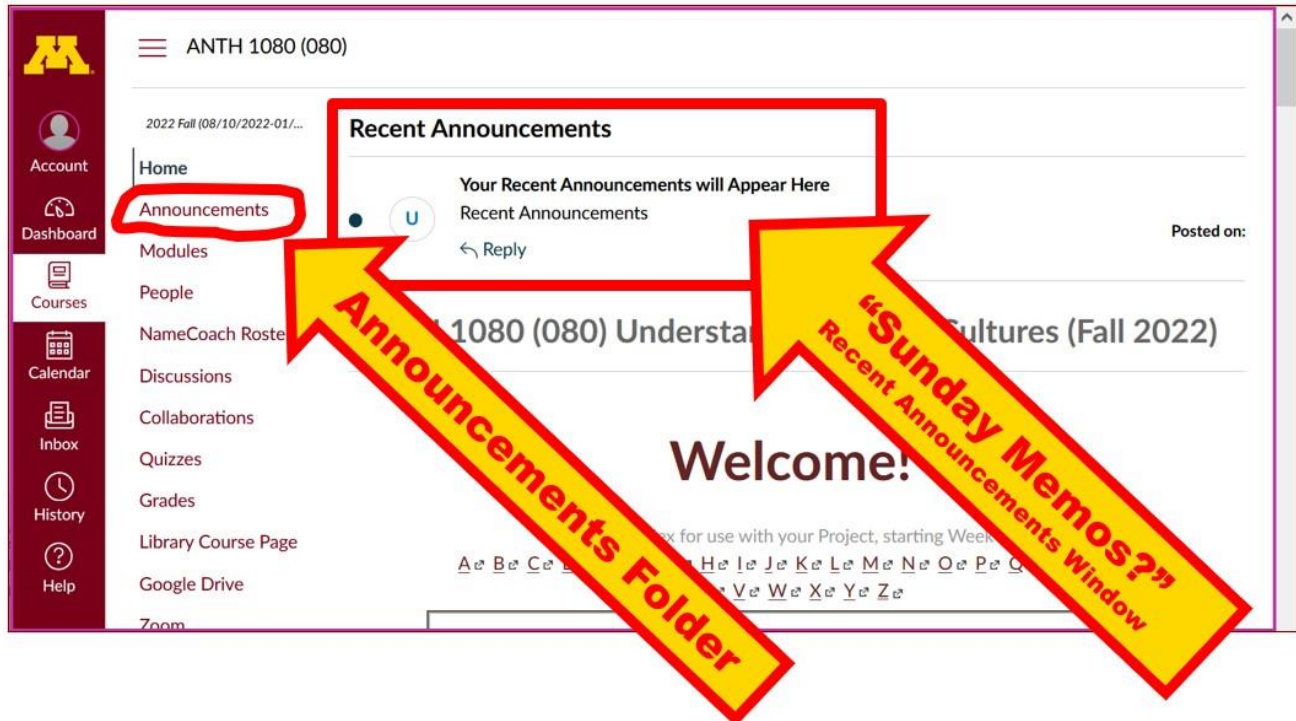 M
ANTH 1080 (080)
Account
Dashboard
Courses
Calendar
Inbox
History
Help
2022 Fall (08/10/2022-01/...
Home
Announcements
Modules
People
NameCoach Roste
Discussions
Collaborations
Quizzes
Grades
Library Course Page
Google Drive
Zoom
Recent Announcements
Your Recent Announcements will Appear Here
U
Recent Announcements
Reply
Posted on:
1080 (080) Understa ultures (Fall 2022)
Welcome!
for use with your Project, starting Week
A B C H I J K L M N O P Q
V W X Y Z
Announcements Folder
“Sunday Memos?”
Recent Announcements Window